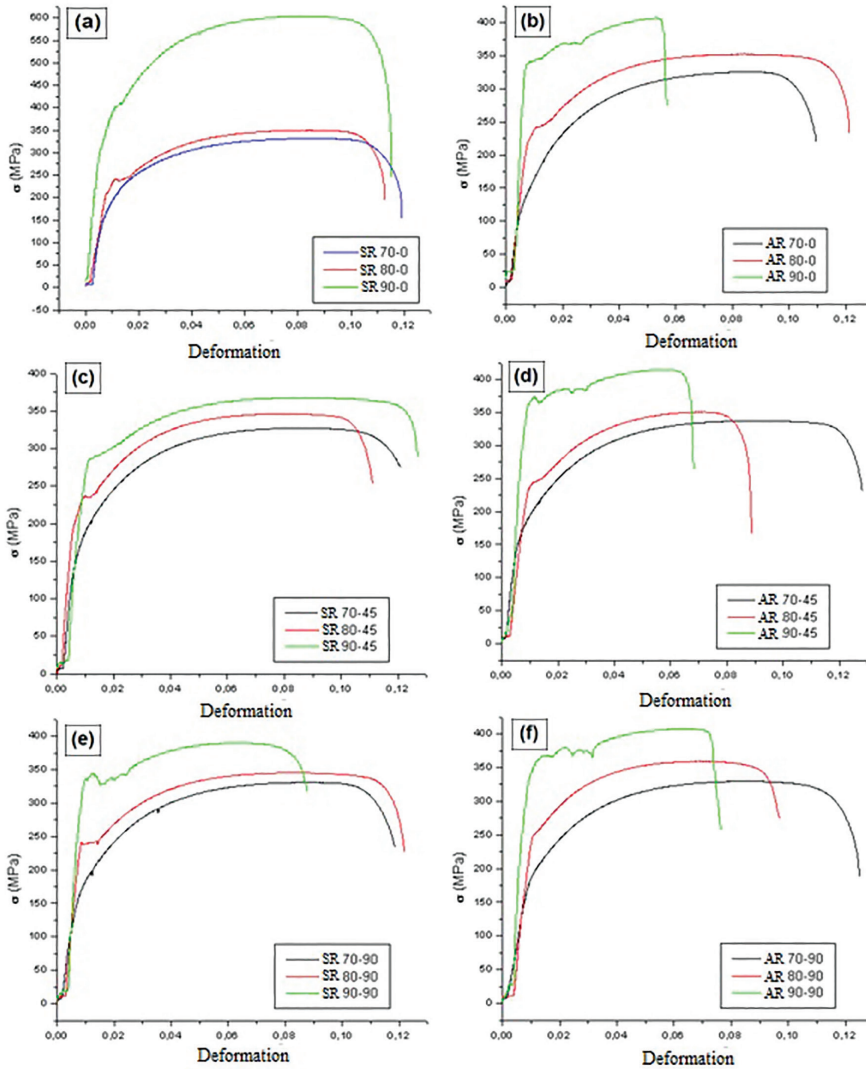 (a)
600
550
500
450
400
350
300
250
200
150
100
50
0
-50
σ (MPa)
0,00 0,02 0,04 0,06 0,08 0,10 0,12
Deformation
SR 70-0
SR 80-0
SR 90-0
(b)
400
350
300
250
200
150
100
50
0
σ (MPa)
0,00 0,02 0,04 0,06 0,08 0,10 0,12
Deformation
AR 70-0
AR 80-0
AR 90-0
(c)
400
350
300
250
200
150
100
50
0
σ (MPa)
0,00 0,02 0,04 0,06 0,08 0,10 0,12
Deformation
SR 70-45
SR 80-45
SR 90-45
(d)
400
350
300
250
200
150
100
50
0
σ (MPa)
0,00 0,02 0,04 0,06 0,08 0,10 0,12
Deformation
AR 70-45
AR 80-45
AR 90-45
(e)
400
350
300
250
200
150
100
50
0
σ (MPa)
0,00 0,02 0,04 0,06 0,08 0,10 0,12
Deformation
SR 70-90
SR 80-90
SR 90-90
(f)
400
350
300
250
200
150
100
50
0
σ (MPa)
0,00 0,02 0,04 0,06 0,08 0,10 0,12
Deformation
AR 70-90
AR 80-90
AR 90-90